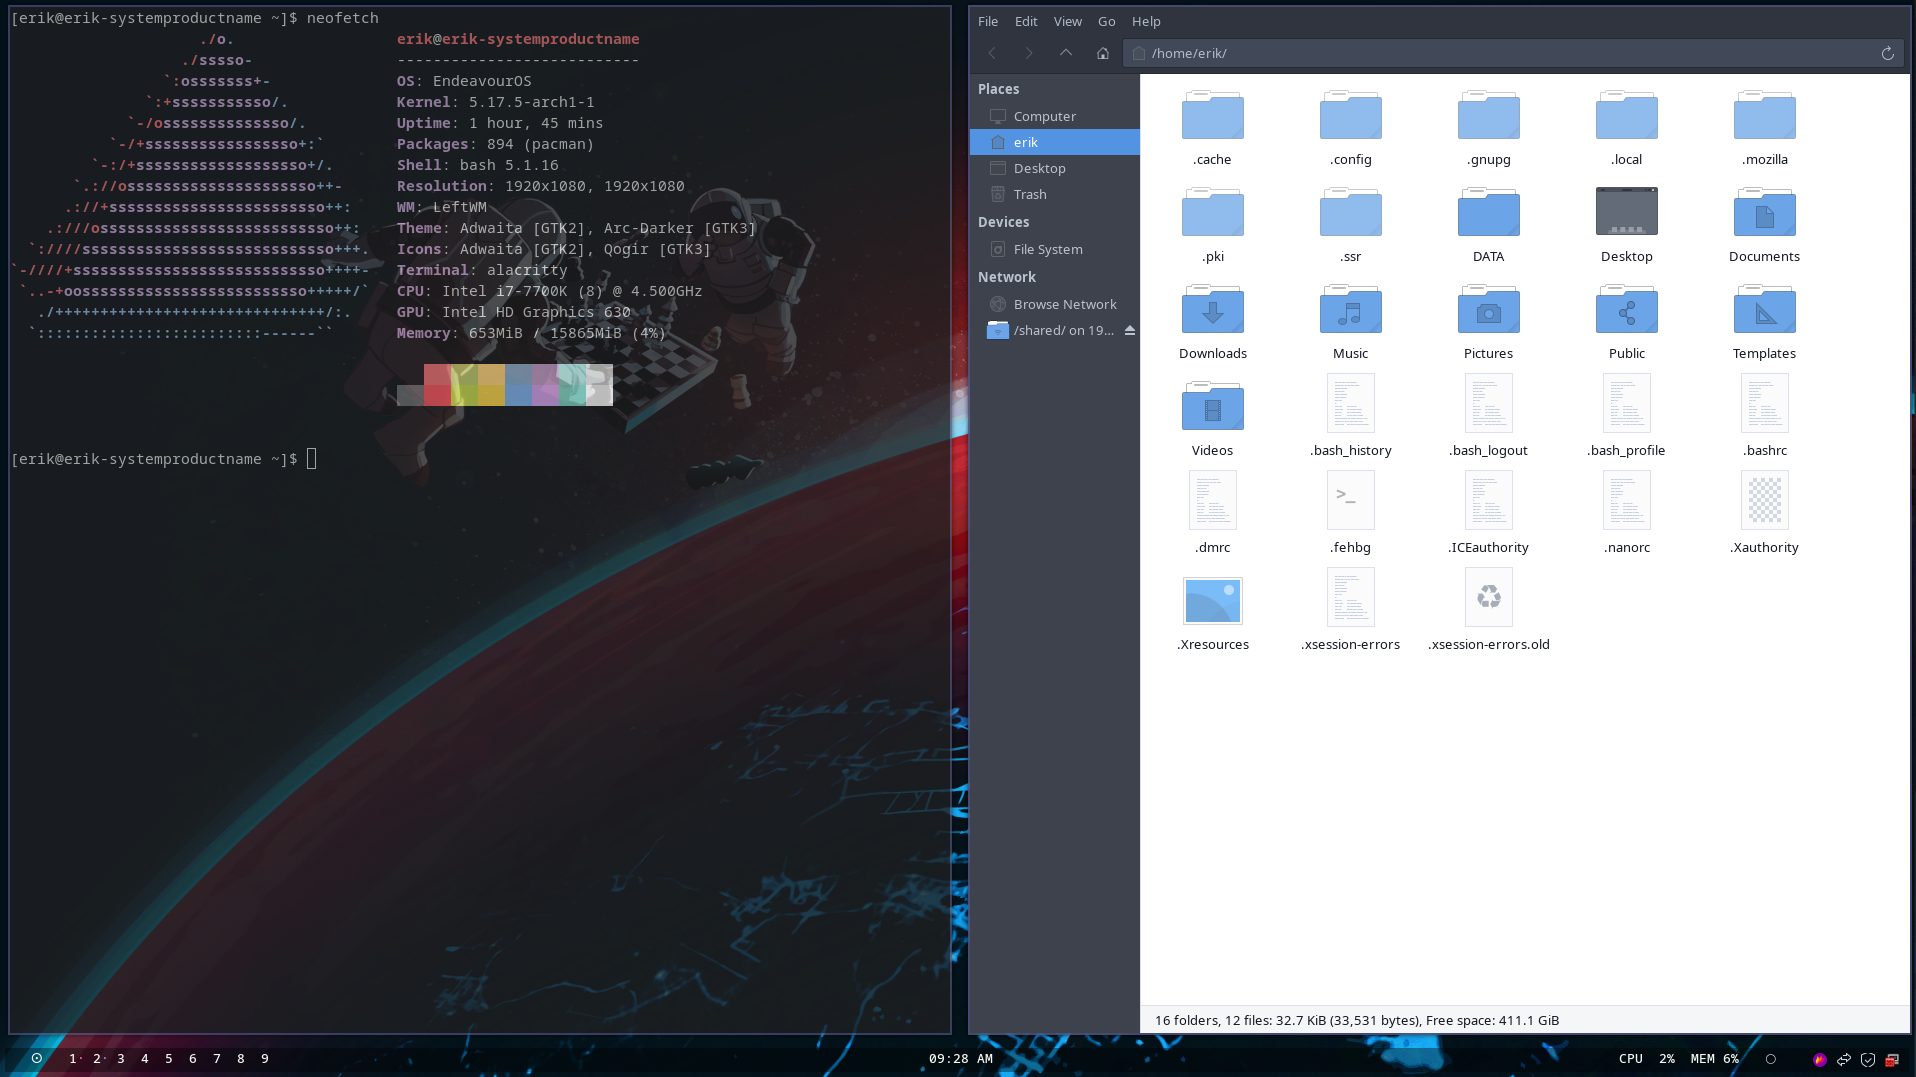 [erik@erik-systemproductname ~]$ neofetch
./o.
./sssso-
`:osssssss+-
`:+sssssssssso/.
`-/ossssssssssssso/.
`-/+sssssssssssssssso+:`
`-:/+sssssssssssssssssso+/.
`.://osssssssssssssssssssso++-
.://+ssssssssssssssssssssssso++:
.:///ossssssssssssssssssssssssso++:
`:////ssssssssssssssssssssssssssso+++.
`-////+ssssssssssssssssssssssssssso++++-
`..-+oosssssssssssssssssssssssso+++++/`
./++++++++++++++++++++++++++++++/:.
`:::::::::::::::::::::::::------``
erik@erik-systemproductname
---------------------------
OS: EndeavourOS
Kernel: 5.17.5-arch1-1
Uptime: 1 hour, 45 mins
Packages: 894 (pacman)
Shell: bash 5.1.16
Resolution: 1920x1080, 1920x1080
WM: LeftWM
Theme: Adwaita [GTK2], Arc-Darker [GTK3]
Icons: Adwaita [GTK2], Qogir [GTK3]
Terminal: alacritty
CPU: Intel i7-7700K (8) @ 4.500GHz
GPU: Intel HD Graphics 630
Memory: 653MiB / 15865MiB (4%)
[erik@erik-systemproductname ~]$
File Edit View Go Help
/home/erik/
Places
Computer
erik
Desktop
Trash
Devices
File System
Network
Browse Network
/shared/ on 19...
.cache .config .gnupg .local .mozilla
.pki .ssr DATA Desktop Documents
Downloads Music Pictures Public Templates
Videos .bash_history .bash_logout .bash_profile .bashrc
>_
.dmrc .fehbg .ICEauthority .nanorc .Xauthority
.Xresources .xsession-errors .xsession-errors.old
16 folders, 12 files: 32.7 KiB (33,531 bytes), Free space: 411.1 GiB
1 2 3 4 5 6 7 8 9
09:28 AM
CPU 2% MEM 6%